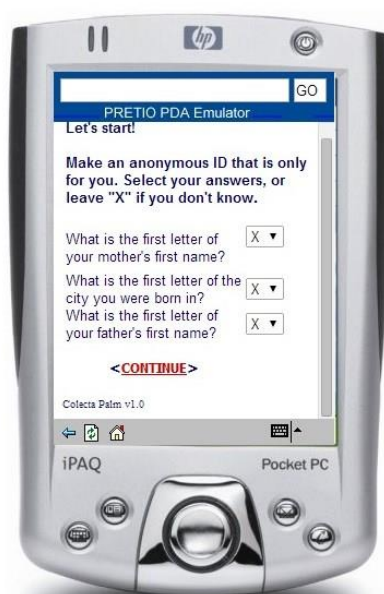 hp
GO
PRETIO PDA Emulator
Let's start!
Make an anonymous ID that is only
for you. Select your answers, or
leave "X" if you don't know.
What is the first letter of
your mother's first name?
X
What is the first letter of the
city you were born in?
X
What is the first letter of
your father's first name?
X
<CONTINUE>
Colecta Palm v1.0
iPAQ
Pocket PC